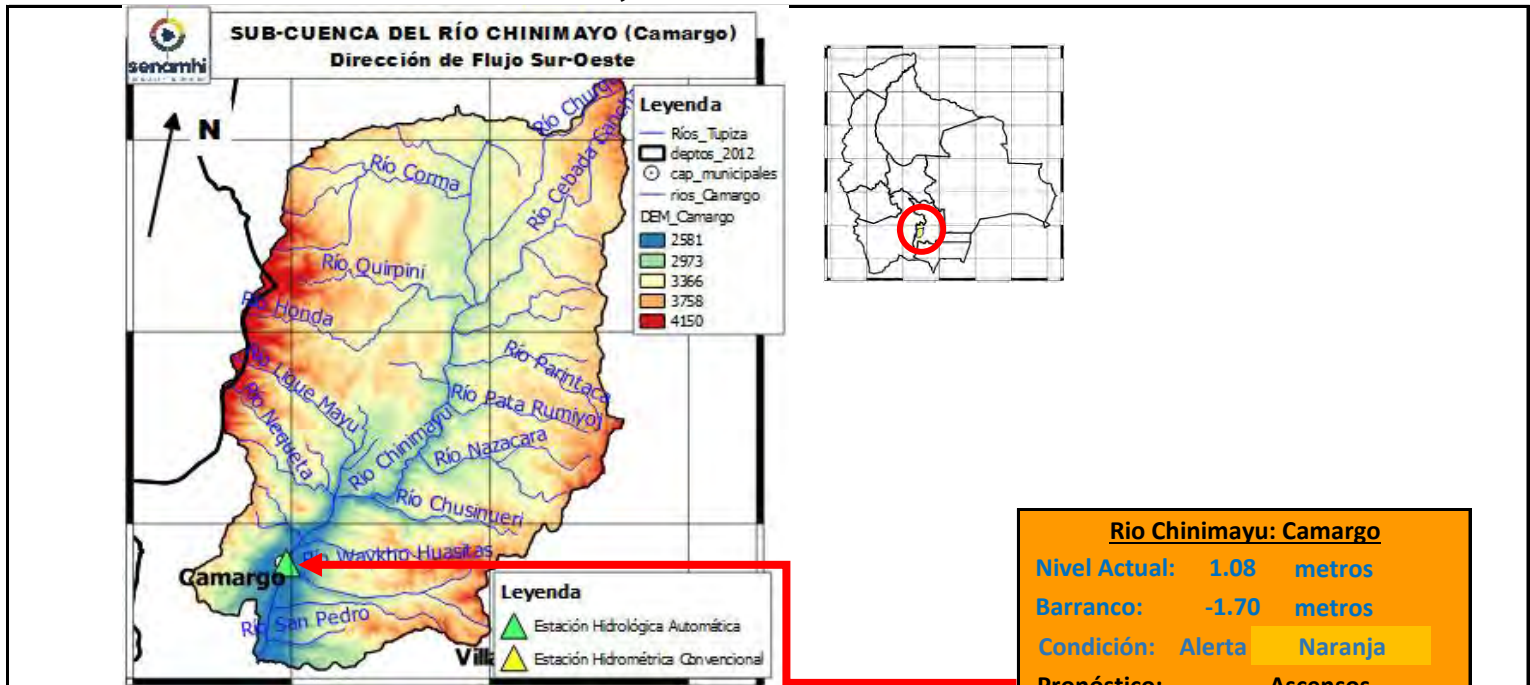 SUB-CUENCA DEL RÍO CHINIMAYO (Camargo)
Dirección de Flujo Sur-Oeste
senamhi
N
Leyenda
Ríos_Tupiza
deptos_2012
cap_municipales
rios_Camargo
DEM_Camargo
2581
2973
3366
3758
4150
Río Cebada Cancha
Río Corma
Río Quirpini
Río Honda
Río Parintaca
Río Lique Mayu
Río Pata Rumiyoj
Río Nequeta
Río Chinimayu
Río Nazacara
Río Chusinueri
Río Waykho Huasitas
Camargo
Río San Pedro
Leyenda
Estación Hidrológica Automática
Estación Hidrométrica Convencional
Rio Chinimayu: Camargo
Nivel Actual: 1.08 metros
Barranco: -1.70 metros
Condición: Alerta Naranja
Pronóstico: Ascensos